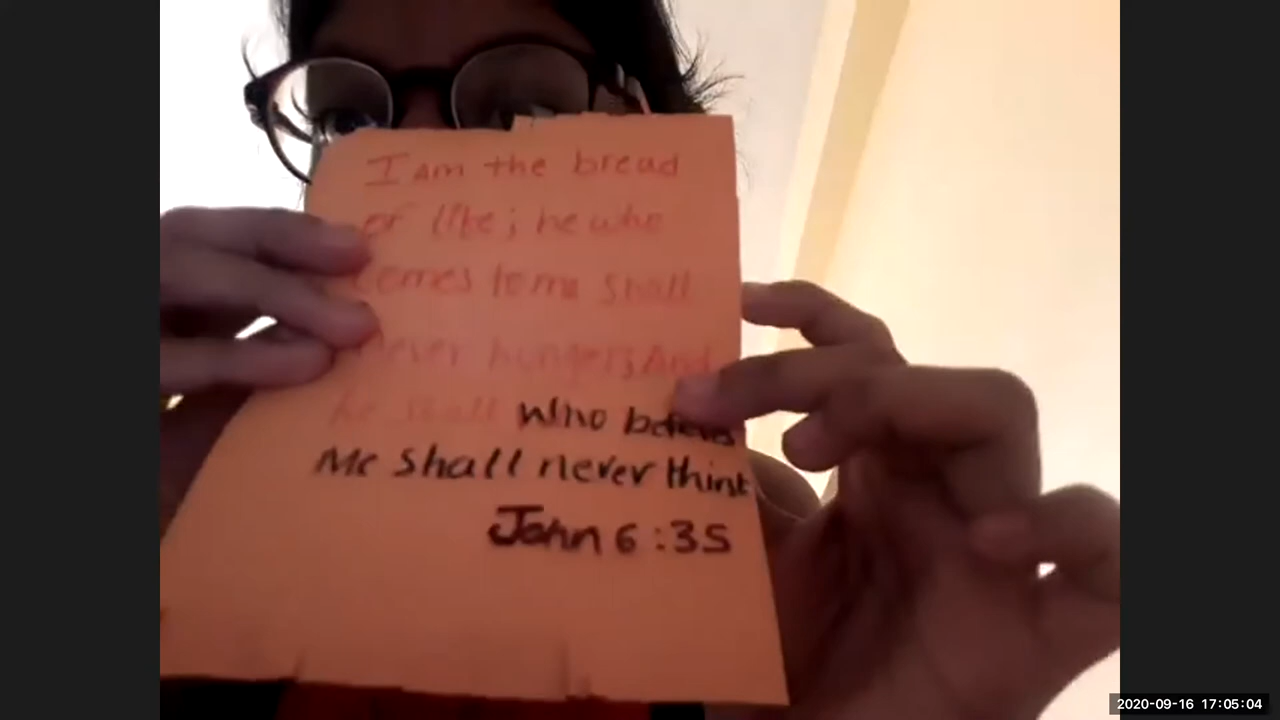 I am the bread
of life; he who
comes to me shall
never hungers And
he shall Who
Me shall never think
John 6:35
2020-09-16 17:05:04